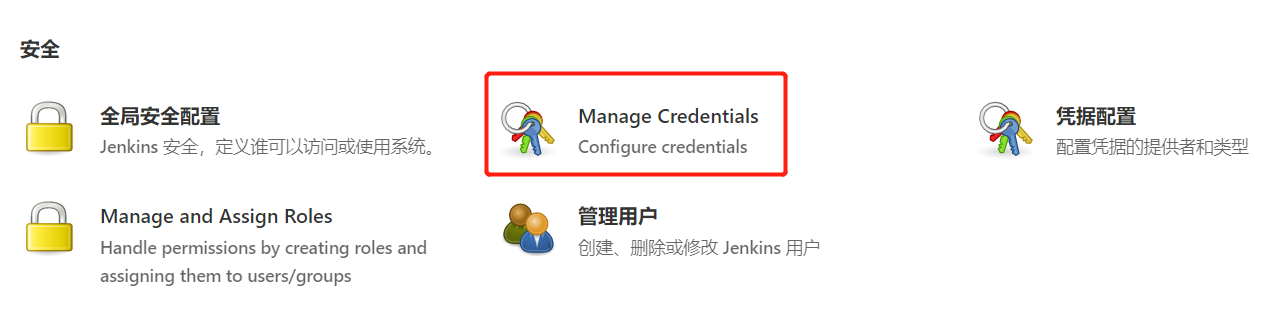 安全
全局安全配置
Jenkins 安全，定义谁可以访问或使用系统。
Manage Credentials
Configure credentials
凭据配置
配置凭据的提供者和类型
Manage and Assign Roles
Handle permissions by creating roles and
assigning them to users/groups
管理用户
创建、删除或修改 Jenkins 用户